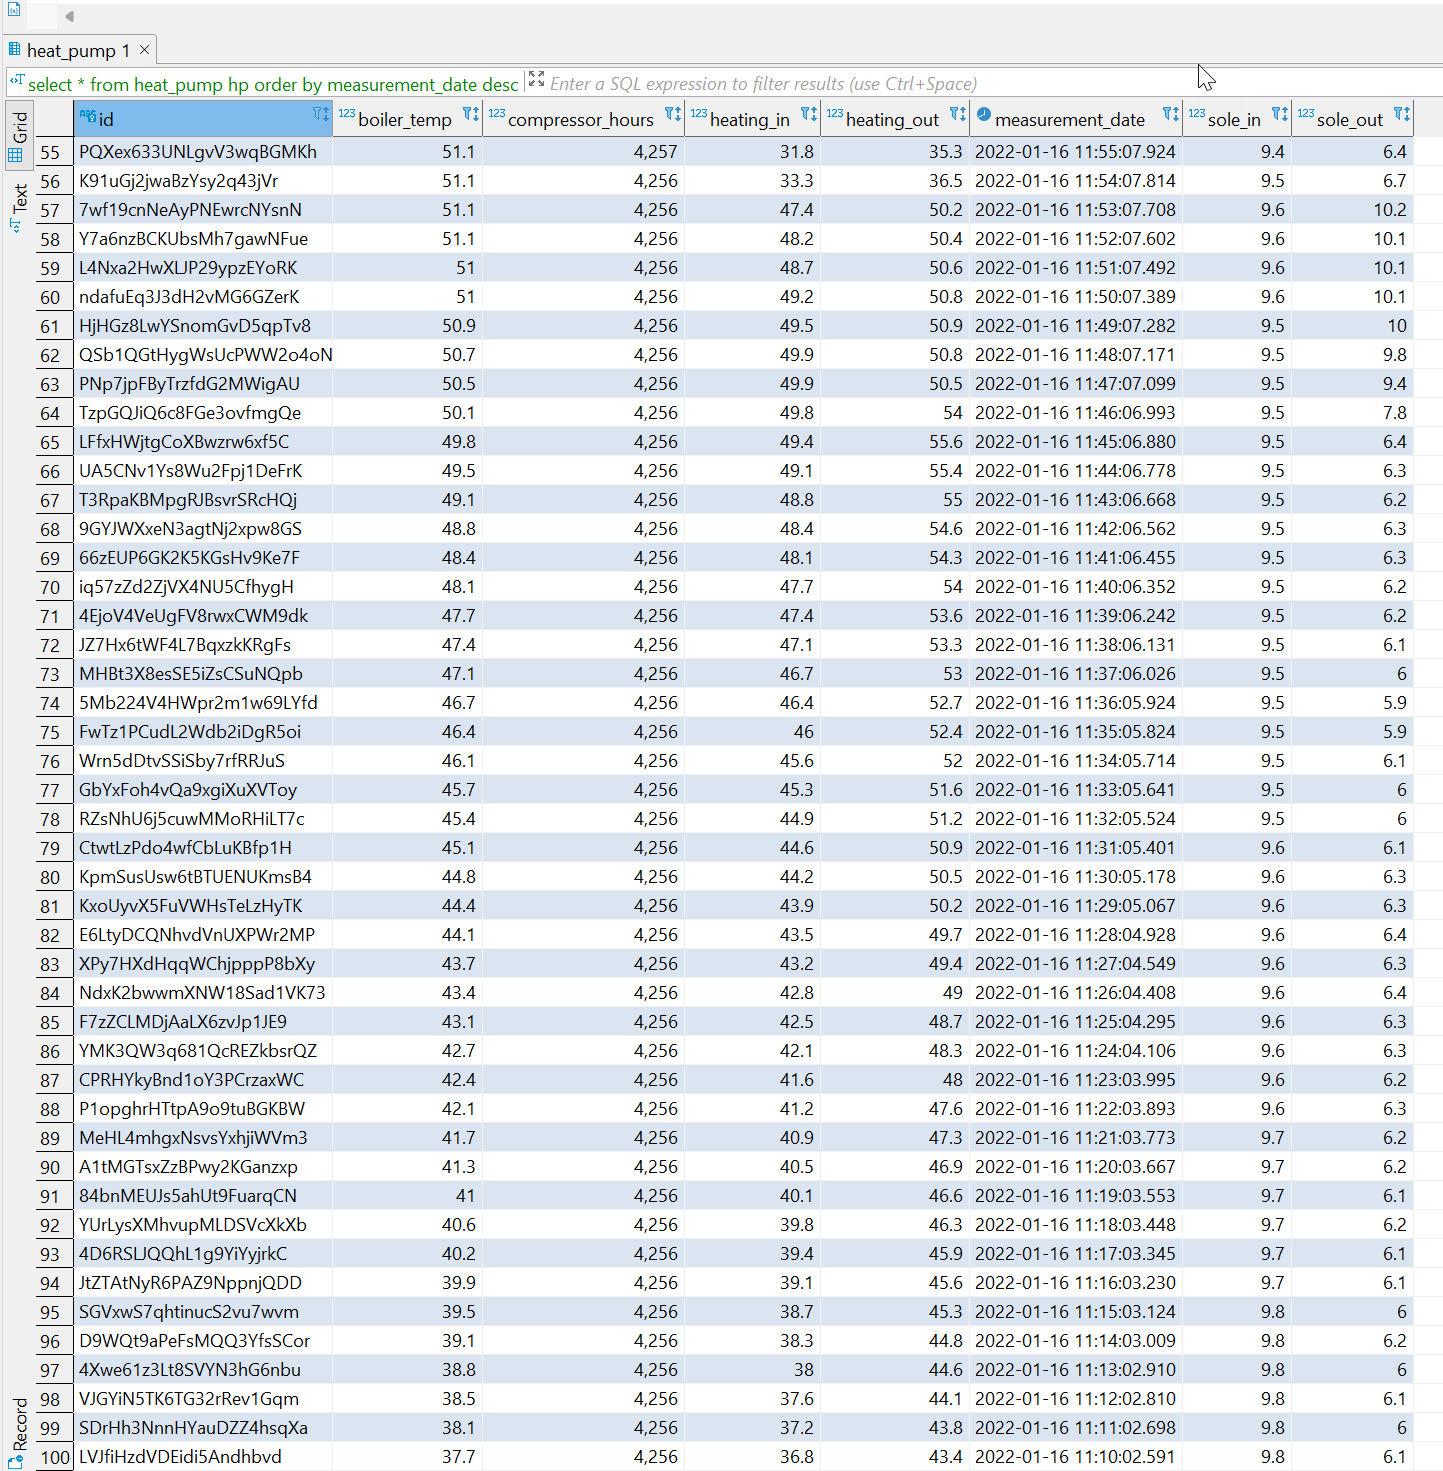 heat_pump 1
select * from heat_pump hp order by measurement_date desc Enter a SQL expression to filter results (use Ctrl+Space)
Grid
Text
Record
id boiler_temp compressor_hours heating_in heating_out measurement_date sole_in sole_out
55 PQXex633UNLgvV3wqBGMKh 51.1 4,257 31.8 35.3 2022-01-16 11:55:07.924 9.4 6.4
56 K91uGj2jwaBzYsy2q43jVr 51.1 4,256 33.3 36.5 2022-01-16 11:54:07.814 9.5 6.7
57 7wf19cnNeAyPNEwrcNYsnN 51.1 4,256 47.4 50.2 2022-01-16 11:53:07.708 9.6 10.2
58 Y7a6nzBCKUbsMh7gawNFue 51.1 4,256 48.2 50.4 2022-01-16 11:52:07.602 9.6 10.1
59 L4Nxa2HwXLJP29ypzEYoRK 51 4,256 48.7 50.6 2022-01-16 11:51:07.492 9.6 10.1
60 ndafuEq3J3dH2vMG6GZerK 51 4,256 49.2 50.8 2022-01-16 11:50:07.389 9.6 10.1
61 HjHGz8LwYSnomGvD5qpTv8 50.9 4,256 49.5 50.9 2022-01-16 11:49:07.282 9.5 10
62 QSb1QGtHygWsUcPWW2o4oN 50.7 4,256 49.9 50.8 2022-01-16 11:48:07.171 9.5 9.8
63 PNp7jpFByTrzfdG2MWigAU 50.5 4,256 49.9 50.5 2022-01-16 11:47:07.099 9.5 9.4
64 TzpGQJiQ6c8FGe3ovfmgQe 50.1 4,256 49.8 54 2022-01-16 11:46:06.993 9.5 7.8
65 LFfxHWjtgCoXBwzrw6xf5C 49.8 4,256 49.4 55.6 2022-01-16 11:45:06.880 9.5 6.4
66 UA5CNv1Ys8Wu2Fpj1DeFrK 49.5 4,256 49.1 55.4 2022-01-16 11:44:06.778 9.5 6.3
67 T3RpaKBMpgRJBsvrSRcHQj 49.1 4,256 48.8 55 2022-01-16 11:43:06.668 9.5 6.2
68 9GYJWXxeN3agtNj2xpw8GS 48.8 4,256 48.4 54.6 2022-01-16 11:42:06.562 9.5 6.3
69 66zEUP6GK2K5KGsHv9Ke7F 48.4 4,256 48.1 54.3 2022-01-16 11:41:06.455 9.5 6.3
70 iq57zZd2ZjVX4NU5CfhygH 48.1 4,256 47.7 54 2022-01-16 11:40:06.352 9.5 6.2
71 4EjoV4VeUgFV8rwxCWM9dk 47.7 4,256 47.4 53.6 2022-01-16 11:39:06.242 9.5 6.2
72 JZ7Hx6tWF4L7BqxzkKRgFs 47.4 4,256 47.1 53.3 2022-01-16 11:38:06.131 9.5 6.1
73 MHBt3X8esSE5iZsCSuNQpb 47.1 4,256 46.7 53 2022-01-16 11:37:06.026 9.5 6
74 5Mb224V4HWpr2m1w69LYfd 46.7 4,256 46.4 52.7 2022-01-16 11:36:05.924 9.5 5.9
75 FwTz1PCudL2Wdb2iDgR5oi 46.4 4,256 46 52.4 2022-01-16 11:35:05.824 9.5 5.9
76 Wrn5dDtvSSiSby7rfRRJuS 46.1 4,256 45.6 52 2022-01-16 11:34:05.714 9.5 6.1
77 GbYxFoh4vQa9xgiXuXVToy 45.7 4,256 45.3 51.6 2022-01-16 11:33:05.641 9.5 6
78 RZsNhU6j5cuwMMoRHiLT7c 45.4 4,256 44.9 51.2 2022-01-16 11:32:05.524 9.5 6
79 CtwtLzPdo4wfCbLuKBfp1H 45.1 4,256 44.6 50.9 2022-01-16 11:31:05.401 9.6 6.1
80 KpmSusUsw6tBTUENUKmsB4 44.8 4,256 44.2 50.5 2022-01-16 11:30:05.178 9.6 6.3
81 KxoUyvX5FuVWHsTeLzHyTK 44.4 4,256 43.9 50.2 2022-01-16 11:29:05.067 9.6 6.3
82 E6LtyDCQNhvdVnUXPWr2MP 44.1 4,256 43.5 49.7 2022-01-16 11:28:04.928 9.6 6.4
83 XPy7HXdHqqWChjpppP8bXy 43.7 4,256 43.2 49.4 2022-01-16 11:27:04.549 9.6 6.3
84 NdxK2bwwmXNW18Sad1VK73 43.4 4,256 42.8 49 2022-01-16 11:26:04.408 9.6 6.4
85 F7zZCLMDjAaLX6zvJp1JE9 43.1 4,256 42.5 48.7 2022-01-16 11:25:04.295 9.6 6.3
86 YMK3QW3q681QcREZkbsrQZ 42.7 4,256 42.1 48.3 2022-01-16 11:24:04.106 9.6 6.3
87 CPRHYkyBnd1oY3PCrzaxWC 42.4 4,256 41.6 48 2022-01-16 11:23:03.995 9.6 6.2
88 P1opghrHTtpA9o9tuBGKBW 42.1 4,256 41.2 47.6 2022-01-16 11:22:03.893 9.6 6.3
89 MeHL4mhgxNsvsYxhjiWVm3 41.7 4,256 40.9 47.3 2022-01-16 11:21:03.773 9.7 6.2
90 A1tMGTsxZzBPwy2KGanzxp 41.3 4,256 40.5 46.9 2022-01-16 11:20:03.667 9.7 6.2
91 84bnMEUJs5ahUt9FuarqCN 41 4,256 40.1 46.6 2022-01-16 11:19:03.553 9.7 6.1
92 YUrLysXMhvupMLDSVcXkXb 40.6 4,256 39.8 46.3 2022-01-16 11:18:03.448 9.7 6.2
93 4D6RSLJQQhL1g9YiYyjrkC 40.2 4,256 39.4 45.9 2022-01-16 11:17:03.345 9.7 6.1
94 JtZTAtNyR6PAZ9NppnjQDD 39.9 4,256 39.1 45.6 2022-01-16 11:16:03.230 9.7 6.1
95 SGVxwS7qhtinucS2vu7wvm 39.5 4,256 38.7 45.3 2022-01-16 11:15:03.124 9.8 6
96 D9WQt9aPeFsMQQ3YfsSCor 39.1 4,256 38.3 44.8 2022-01-16 11:14:03.009 9.8 6.2
97 4Xwe61z3Lt8SVYN3hG6nbu 38.8 4,256 38 44.6 2022-01-16 11:13:02.910 9.8 6
98 VJGYiN5TK6TG32rRev1Gqm 38.5 4,256 37.6 44.1 2022-01-16 11:12:02.810 9.8 6.1
99 SDrHh3NnnHYauDZZ4hsqXa 38.1 4,256 37.2 43.8 2022-01-16 11:11:02.698 9.8 6
100 LVJfiHzdVDEidi5Andhbvd 37.7 4,256 36.8 43.4 2022-01-16 11:10:02.591 9.8 6.1